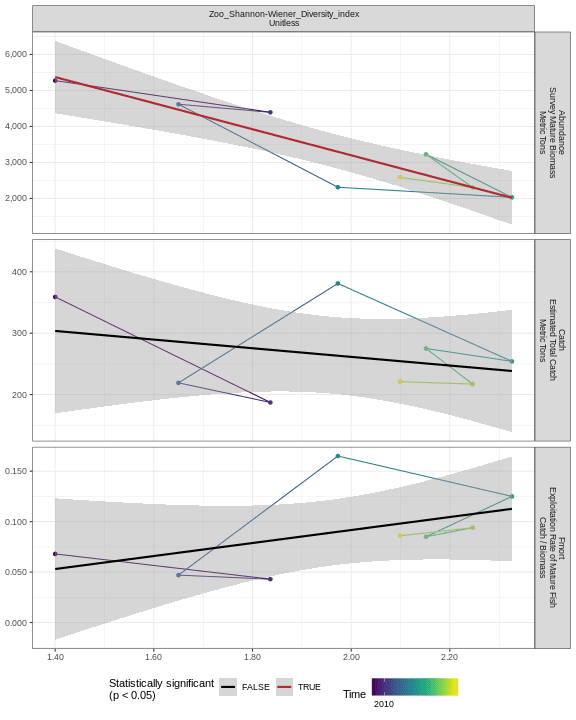 Zoo_Shannon-Wiener_Diversity_index
Unitless
6,000
5,000
4,000
3,000
2,000
Abundance
Survey Mature Biomass
Metric Tons
400
300
200
Catch
Estimated Total Catch
Metric Tons
0.150
0.100
0.050
0.000
Fmort
Exploitation Rate of Mature Fish
Catch / Biomass
1.40 1.60 1.80 2.00 2.20
Statistically significant
(p < 0.05)
FALSE TRUE
Time
2010